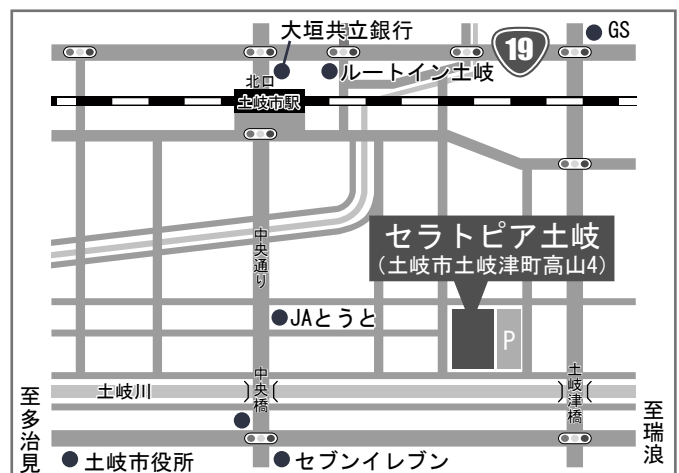 大垣共立銀行
GS
19
ルートイン土岐
北口
土岐市駅
セラトピア土岐
(土岐市土岐津町高山4)
中央通り
JAとうと
P
土岐川
中央橋
土岐津橋
至多治見
至瑞浪
土岐市役所
セブンイレブン